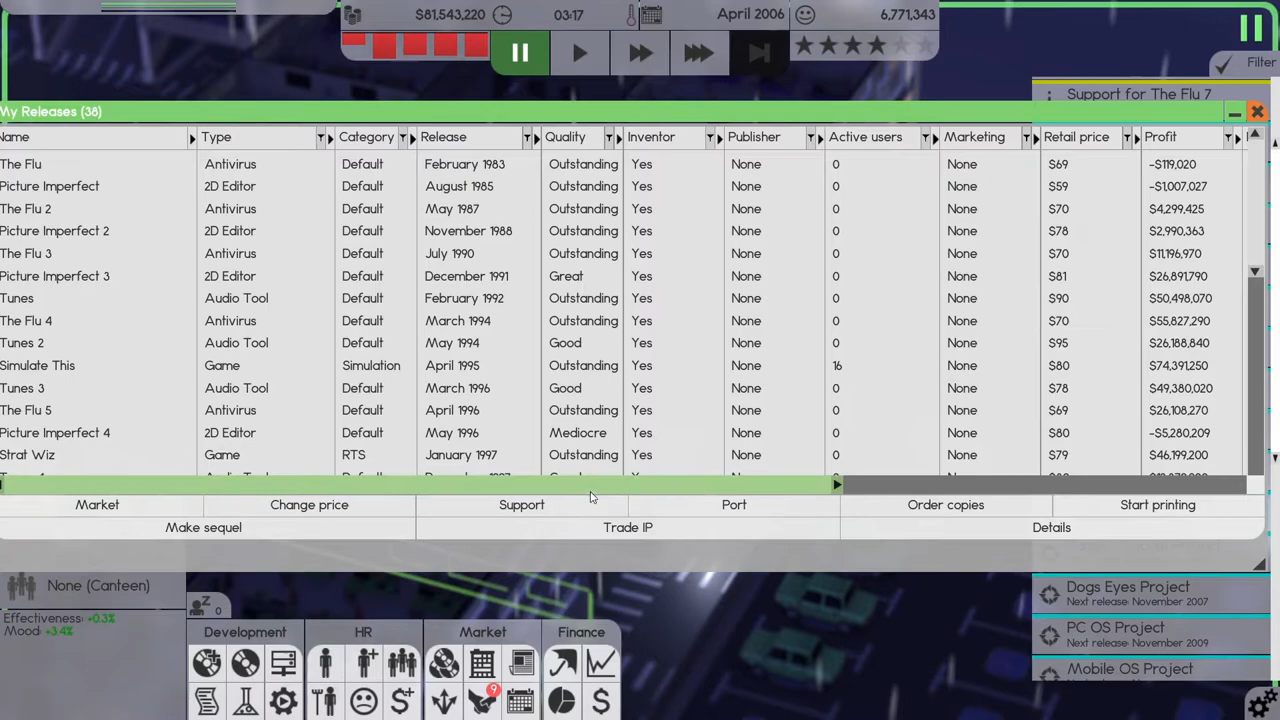 $81,543,220 03:17 April 2006 6,771,343
Filter
Support for The Flu 7
My Releases (38)
Name Type Category Release Quality Inventor Publisher Active users Marketing Retail price Profit
The Flu Antivirus Default February 1983 Outstanding Yes None 0 None $69 -$119,020
Picture Imperfect 2D Editor Default August 1985 Outstanding Yes None 0 None $59 -$1,007,027
The Flu 2 Antivirus Default May 1987 Outstanding Yes None 0 None $70 $4,299,425
Picture Imperfect 2 2D Editor Default November 1988 Outstanding Yes None 0 None $78 $2,990,363
The Flu 3 Antivirus Default July 1990 Outstanding Yes None 0 None $70 $11,196,970
Picture Imperfect 3 2D Editor Default December 1991 Great Yes None 0 None $81 $26,891,790
Tunes Audio Tool Default February 1992 Outstanding Yes None 0 None $90 $50,498,070
The Flu 4 Antivirus Default March 1994 Outstanding Yes None 0 None $70 $55,827,290
Tunes 2 Audio Tool Default May 1994 Good Yes None 0 None $95 $26,188,840
Simulate This Game Simulation April 1995 Outstanding Yes None 16 None $80 $74,391,250
Tunes 3 Audio Tool Default March 1996 Good Yes None 0 None $78 $49,380,020
The Flu 5 Antivirus Default April 1996 Outstanding Yes None 0 None $69 $26,108,270
Picture Imperfect 4 2D Editor Default May 1996 Mediocre Yes None 0 None $80 -$5,280,209
Strat Wiz Game RTS January 1997 Outstanding Yes None 0 None $79 $46,199,200
Market Change price Support Port Order copies Start printing
Make sequel Trade IP Details
None (Canteen)
Effectiveness: +0.3%
Mood: +3.4%
Z 0
Development HR Market Finance
9
Dogs Eyes Project
Next release: November 2007
PC OS Project
Next release: November 2009
Mobile OS Project